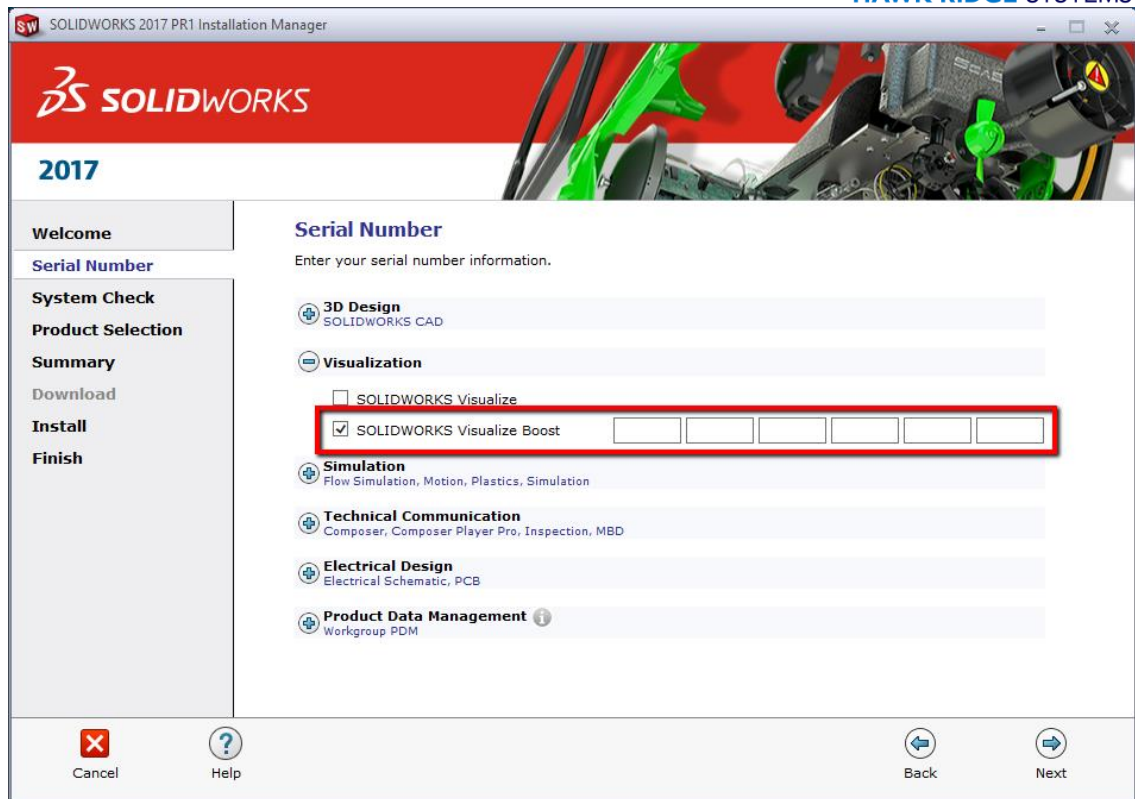 HAWK RIDGE SYSTEMS
SOLIDWORKS 2017 PR1 Installation Manager
SOLIDWORKS
2017
Welcome
Serial Number
System Check
Product Selection
Summary
Download
Install
Finish
Serial Number
Enter your serial number information.
3D Design
SOLIDWORKS CAD
Visualization
SOLIDWORKS Visualize
SOLIDWORKS Visualize Boost
Simulation
Flow Simulation, Motion, Plastics, Simulation
Technical Communication
Composer, Composer Player Pro, Inspection, MBD
Electrical Design
Electrical Schematic, PCB
Product Data Management
Workgroup PDM
Cancel
Help
Back
Next